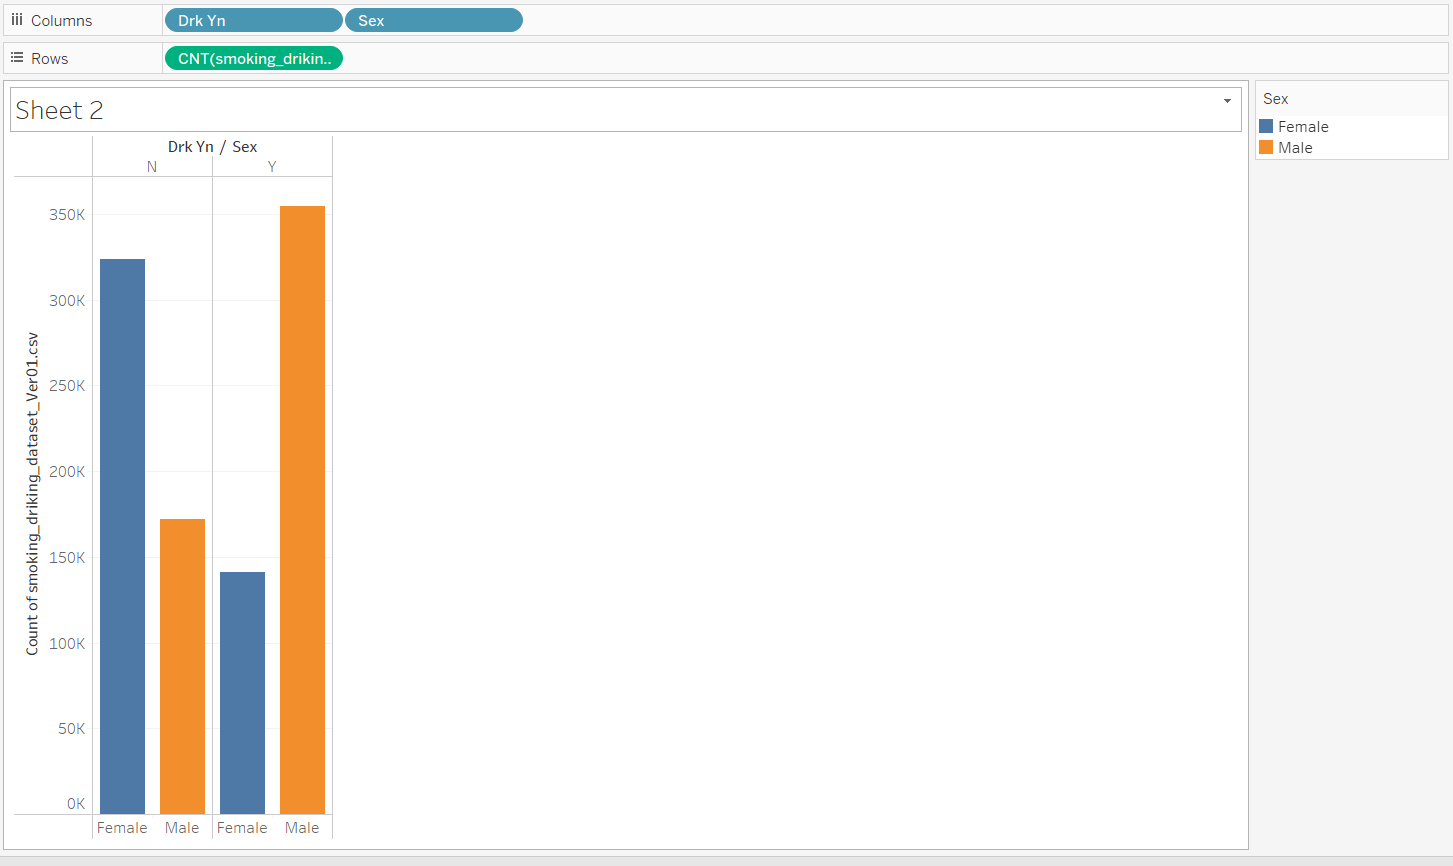 Columns
Drk Yn
Sex
Rows
CNT(smoking_drikin..
Sheet 2
Sex
Female
Male
Drk Yn / Sex
N
Y
Count of smoking_driking_dataset_Ver01.csv
350K
300K
250K
200K
150K
100K
50K
0K
Female
Male
Female
Male